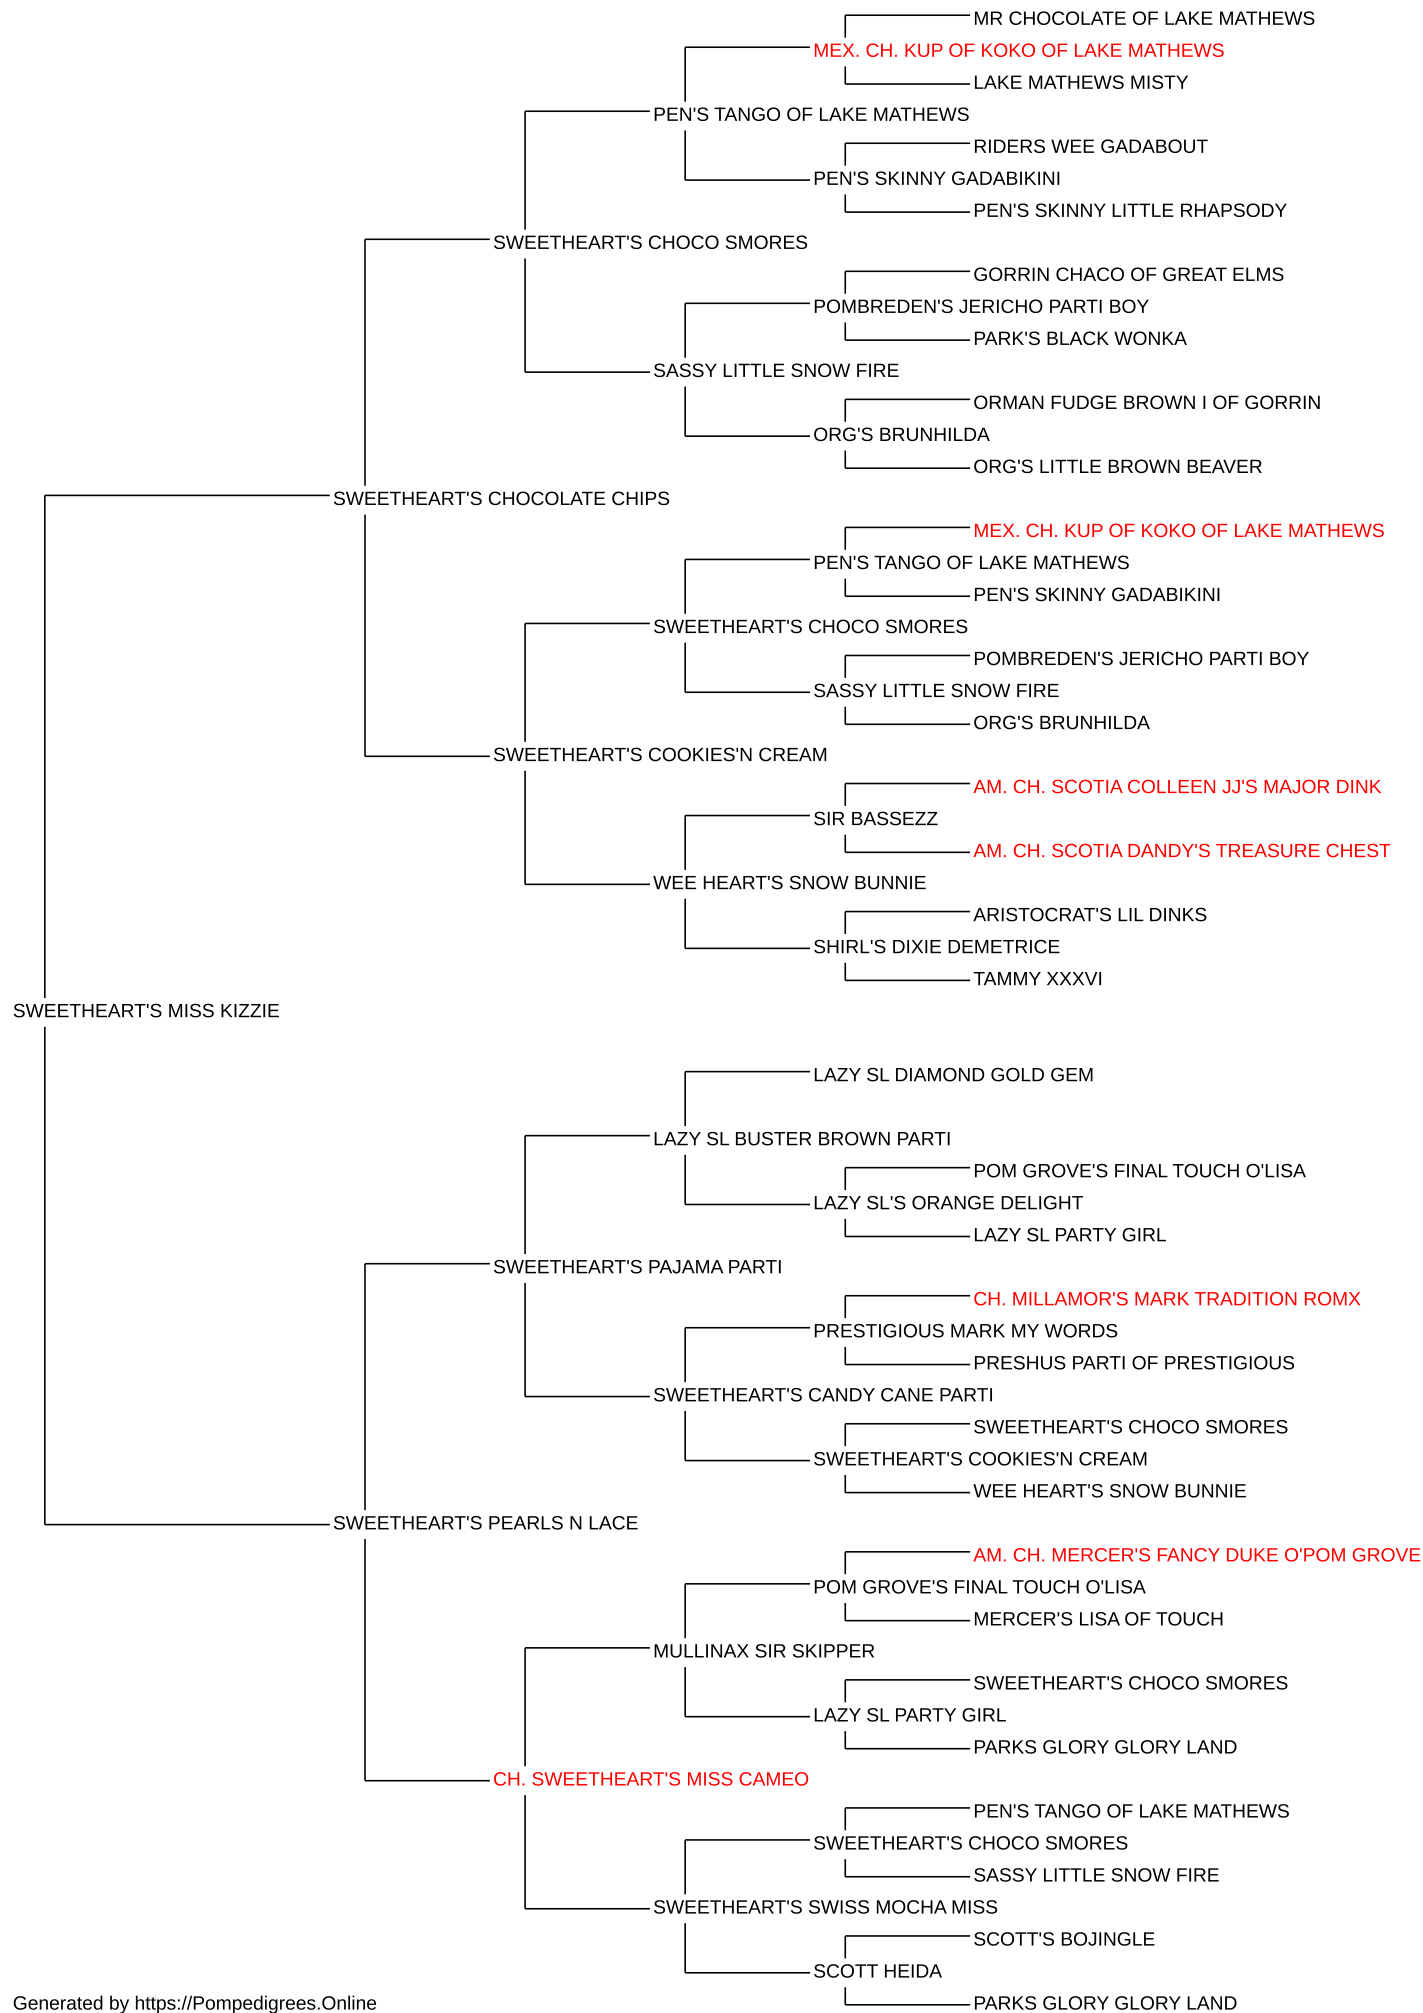 MR CHOCOLATE OF LAKE MATHEWS
MEX. CH. KUP OF KOKO OF LAKE MATHEWS
LAKE MATHEWS MISTY
PEN'S TANGO OF LAKE MATHEWS
RIDERS WEE GADABOUT
PEN'S SKINNY GADABIKINI
PEN'S SKINNY LITTLE RHAPSODY
SWEETHEART'S CHOCO SMORES
GORRIN CHACO OF GREAT ELMS
POMBREDEN'S JERICHO PARTI BOY
PARK'S BLACK WONKA
SASSY LITTLE SNOW FIRE
ORMAN FUDGE BROWN I OF GORRIN
ORG'S BRUNHILDA
ORG'S LITTLE BROWN BEAVER
SWEETHEART'S CHOCOLATE CHIPS
MEX. CH. KUP OF KOKO OF LAKE MATHEWS
PEN'S TANGO OF LAKE MATHEWS
PEN'S SKINNY GADABIKINI
SWEETHEART'S CHOCO SMORES
POMBREDEN'S JERICHO PARTI BOY
SASSY LITTLE SNOW FIRE
ORG'S BRUNHILDA
SWEETHEART'S COOKIES'N CREAM
AM. CH. SCOTIA COLLEEN JJ'S MAJOR DINK
SIR BASSEZZ
AM. CH. SCOTIA DANDY'S TREASURE CHEST
WEE HEART'S SNOW BUNNIE
ARISTOCRAT'S LIL DINKS
SHIRL'S DIXIE DEMETRICE
TAMMY XXXVI
SWEETHEART'S MISS KIZZIE
LAZY SL DIAMOND GOLD GEM
LAZY SL BUSTER BROWN PARTI
POM GROVE'S FINAL TOUCH O'LISA
LAZY SL'S ORANGE DELIGHT
LAZY SL PARTY GIRL
SWEETHEART'S PAJAMA PARTI
CH. MILLAMOR'S MARK TRADITION ROMX
PRESTIGIOUS MARK MY WORDS
PRESHUS PARTI OF PRESTIGIOUS
SWEETHEART'S CANDY CANE PARTI
SWEETHEART'S CHOCO SMORES
SWEETHEART'S COOKIES'N CREAM
WEE HEART'S SNOW BUNNIE
SWEETHEART'S PEARLS N LACE
AM. CH. MERCER'S FANCY DUKE O'POM GROVE
POM GROVE'S FINAL TOUCH O'LISA
MERCER'S LISA OF TOUCH
MULLINAX SIR SKIPPER
SWEETHEART'S CHOCO SMORES
LAZY SL PARTY GIRL
PARKS GLORY GLORY LAND
CH. SWEETHEART'S MISS CAMEO
PEN'S TANGO OF LAKE MATHEWS
SWEETHEART'S CHOCO SMORES
SASSY LITTLE SNOW FIRE
SWEETHEART'S SWISS MOCHA MISS
SCOTT'S BOJINGLE
SCOTT HEIDA
PARKS GLORY GLORY LAND
Generated by https://Pompedigrees.Online